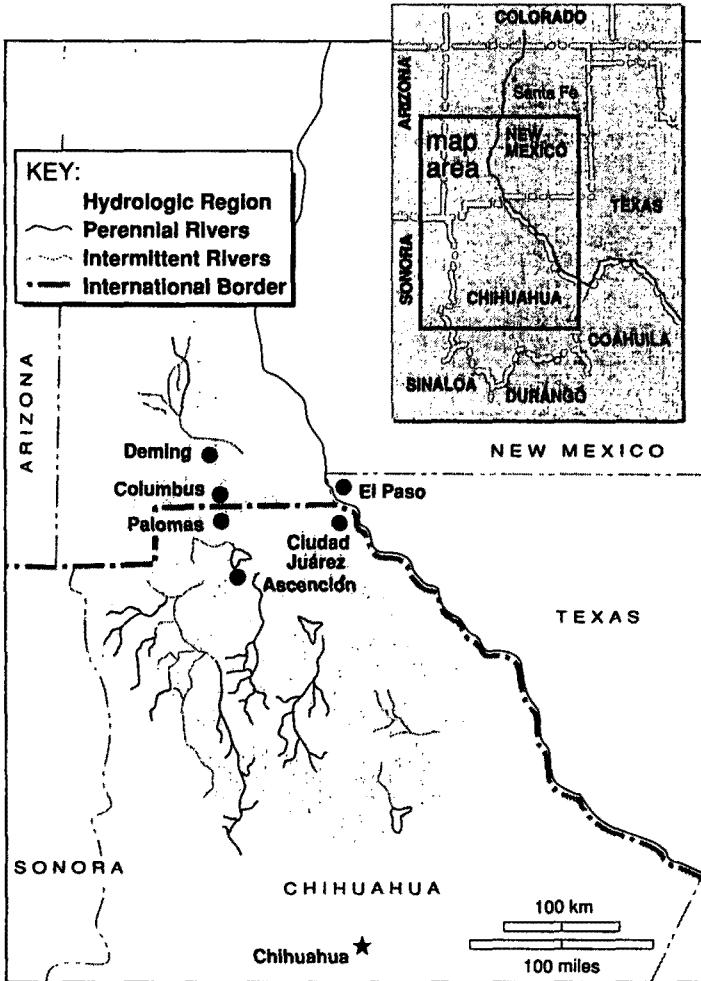 COLORADO
ARIZONA
Santa Fe
map
area
NEW
MEXICO
TEXAS
SONORA
CHIHUAHUA
COAHUILA
SINALOA
DURANGO
KEY:
Hydrologic Region
Perennial Rivers
Intermittent Rivers
International Border
ARIZONA
NEW MEXICO
Deming
Columbus
El Paso
Palomas
Ciudad
Juárez
Ascención
TEXAS
SONORA
CHIHUAHUA
Chihuahua
100 km
100 miles